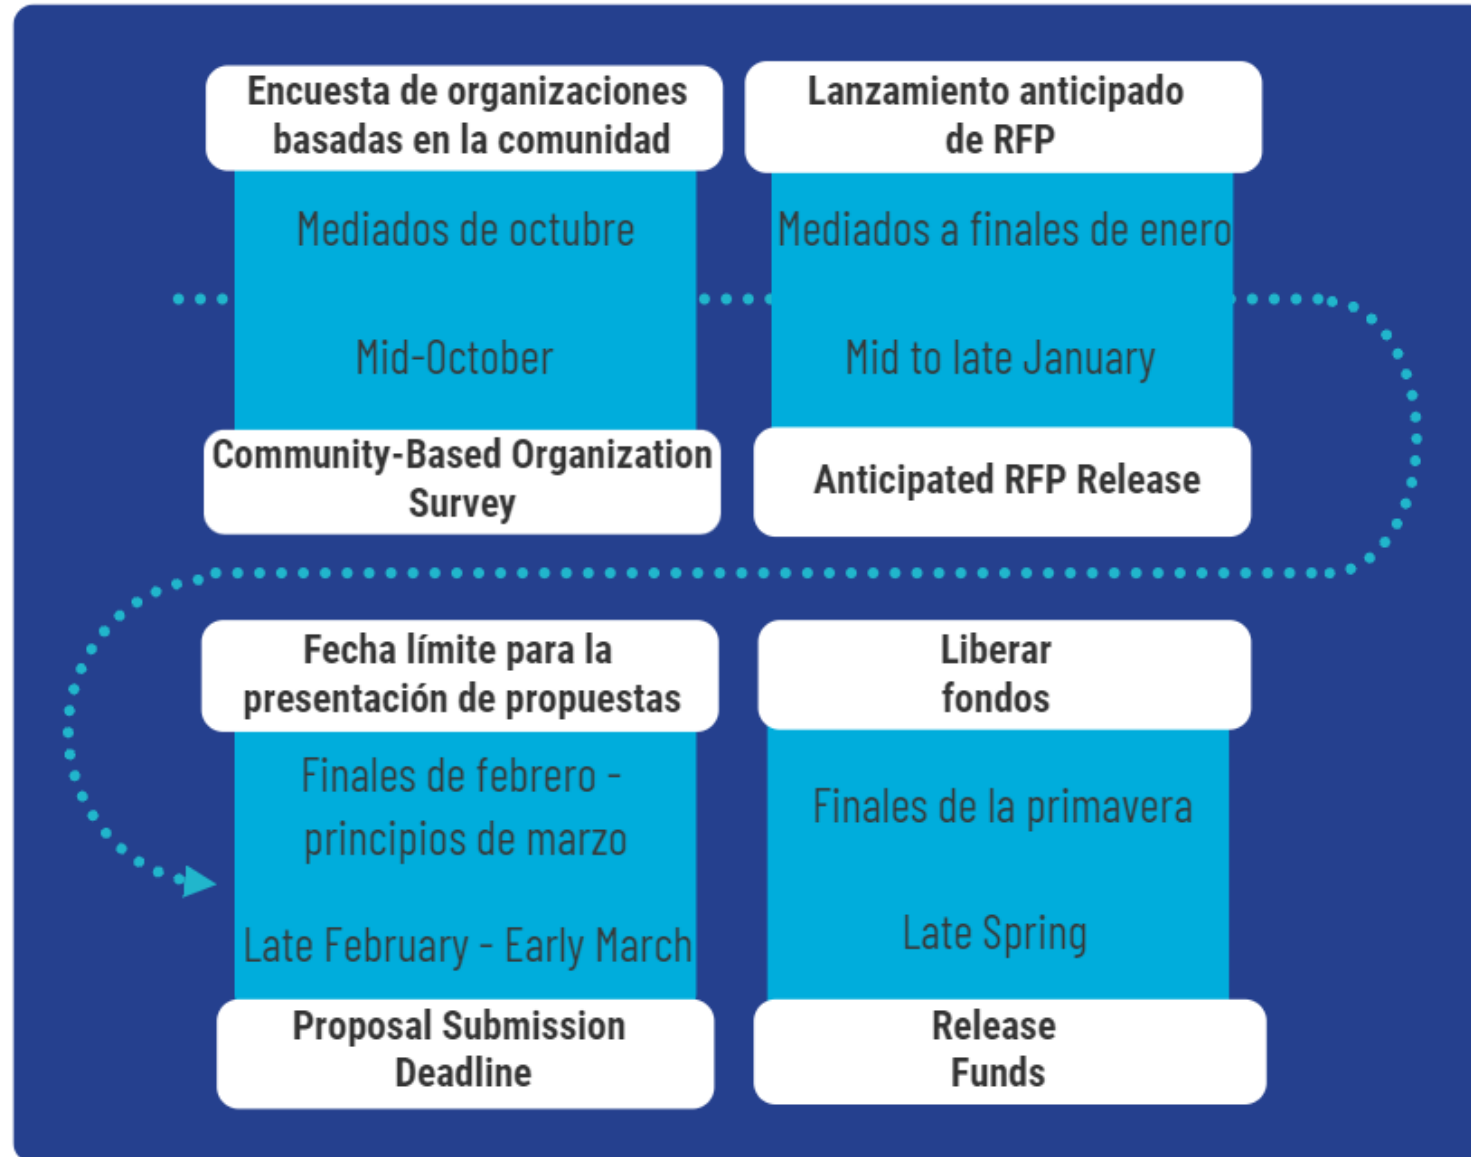 Encuesta de organizaciones
basadas en la comunidad
Mediados de octubre
Mid-October
Community-Based Organization
Survey
Lanzamiento anticipado
de RFP
Mediados a finales de enero
Mid to late January
Anticipated RFP Release
Fecha límite para la
presentación de propuestas
Finales de febrero -
principios de marzo
Late February - Early March
Proposal Submission
Deadline
Liberar
fondos
Finales de la primavera
Late Spring
Release
Funds